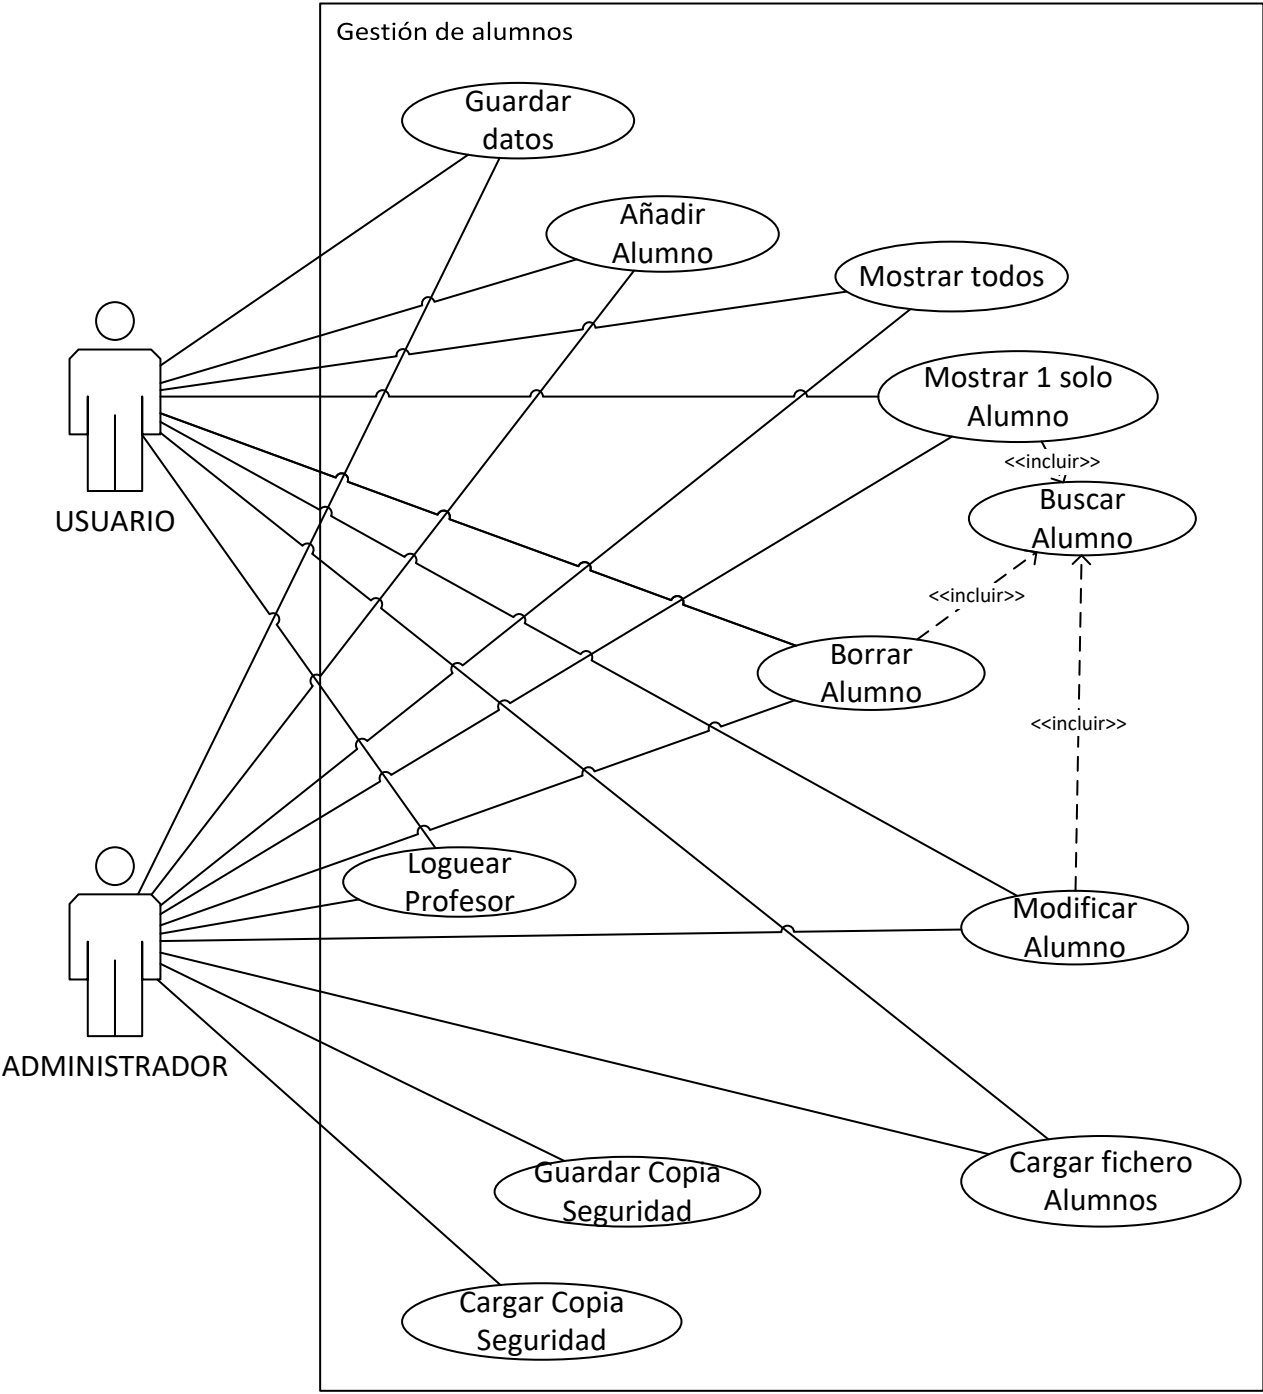 Gestión de alumnos
Guardar
datos
Añadir
Alumno
Mostrar todos
Mostrar 1 solo
Alumno
<<incluir>>
Buscar
Alumno
USUARIO
<<incluir>>
Borrar
Alumno
<<incluir>>
Loguear
Profesor
Modificar
Alumno
ADMINISTRADOR
Cargar fichero
Alumnos
Guardar Copia
Seguridad
Cargar Copia
Seguridad